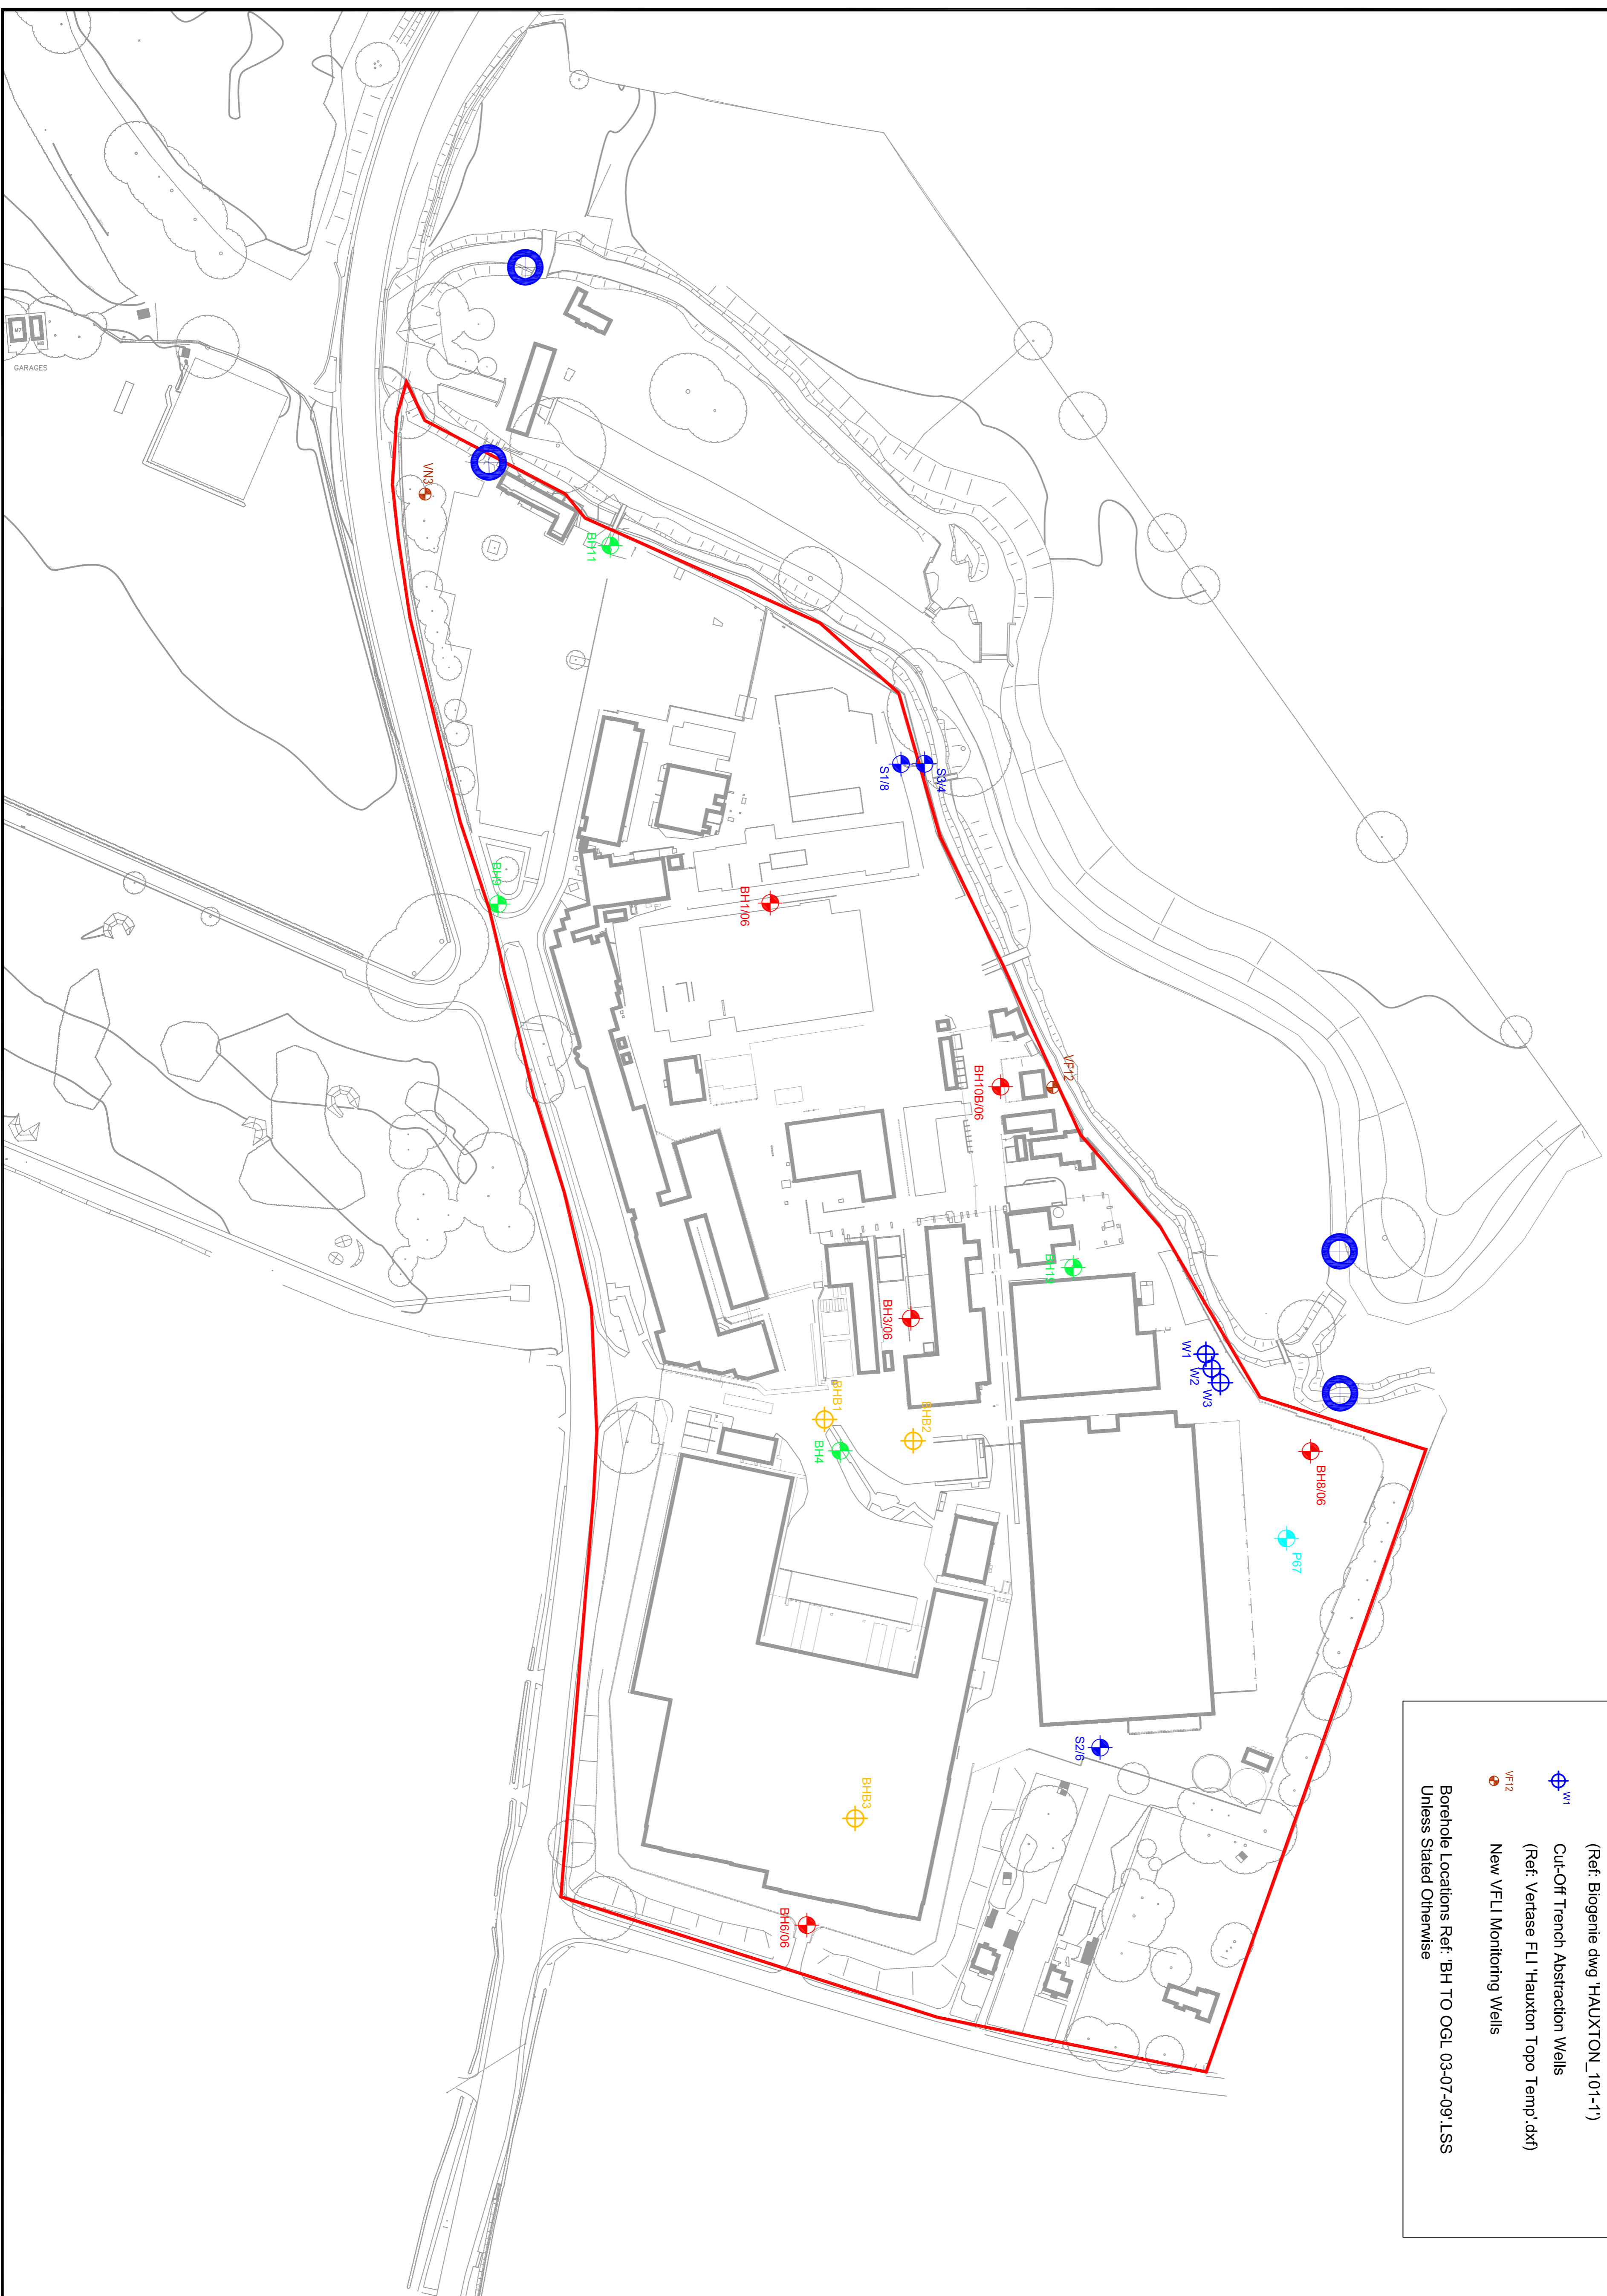 (Ref: Biogenie dwg 'HAUXTON_101-1')
W1
Cut-Off Trench Abstraction Wells
(Ref: Vertase FLI 'Hauxton Topo Temp'.dxf)
VF12
New VFLI Monitoring Wells
Borehole Locations Ref: 'BH TO OGL 03-07-09'.LSS
Unless Stated Otherwise
BH8/06
P67
W1
W2
W3
VF12
BH19
S2/6
BH10B/06
S3/4
S1/8
BH3/06
BHB2
BHB1
BH4
BHB3
BH6/06
BH1/06
BH11
BH9
VN3
GARAGES